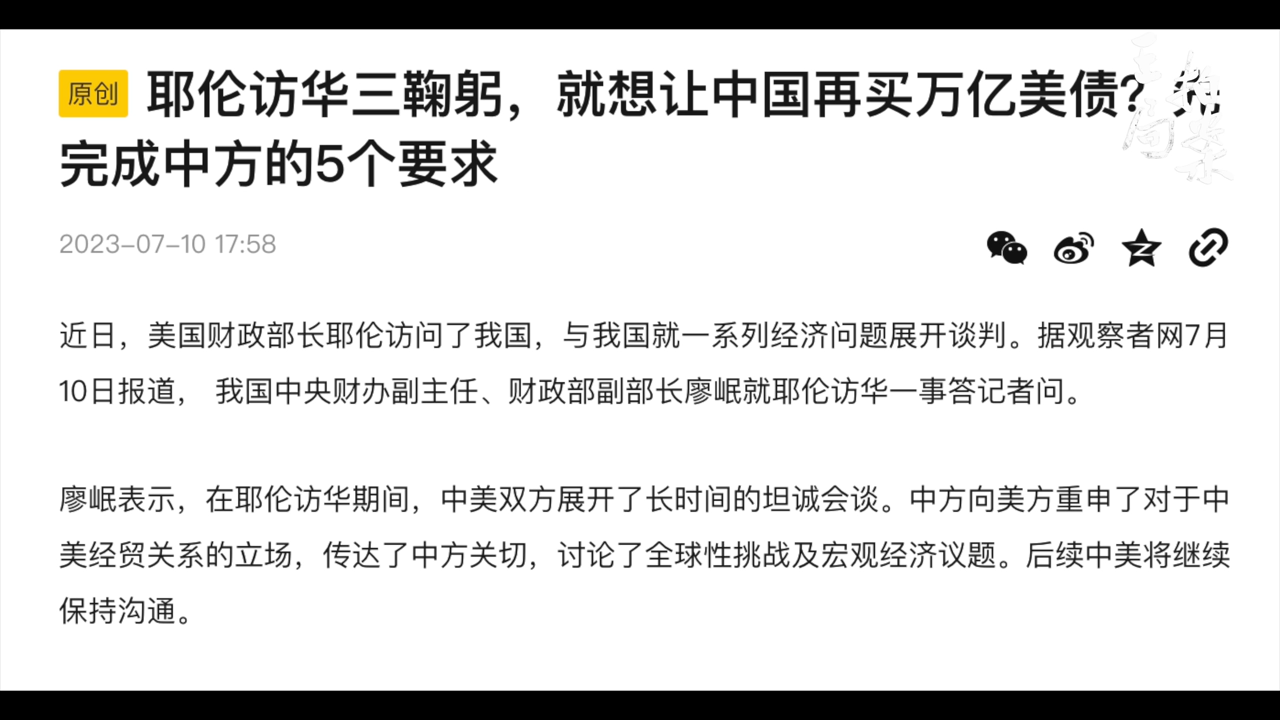 原创 耶伦访华三鞠躬，就想让中国再买万亿美债？先
完成中方的5个要求
2023-07-10 17:58
近日，美国财政部长耶伦访问了我国，与我国就一系列经济问题展开谈判。据观察者网7月
10日报道， 我国中央财办副主任、财政部副部长廖岷就耶伦访华一事答记者问。
廖岷表示，在耶伦访华期间，中美双方展开了长时间的坦诚会谈。中方向美方重申了对于中
美经贸关系的立场，传达了中方关切，讨论了全球性挑战及宏观经济议题。后续中美将继续
保持沟通。